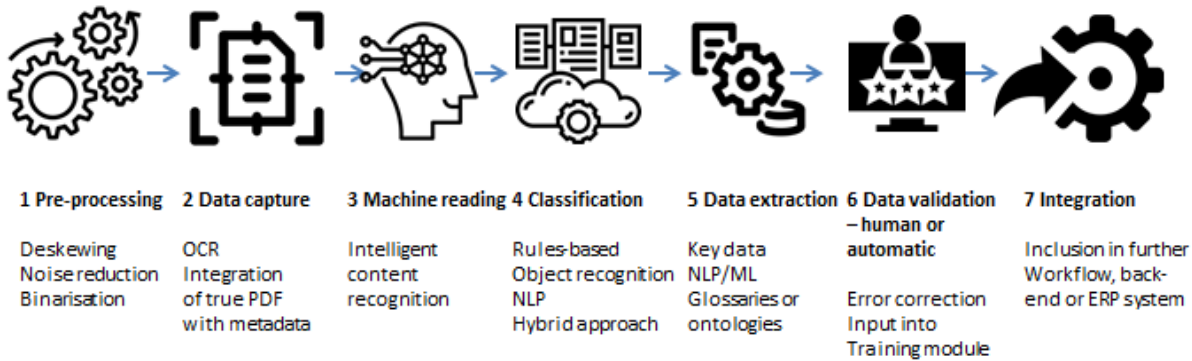 1 Pre-processing
Deskewing
Noise reduction
Binarisation
2 Data capture
OCR
Integration
of true PDF
with metadata
3 Machine reading
Intelligent
content
recognition
4 Classification
Rules-based
Object recognition
NLP
Hybrid approach
5 Data extraction
Key data
NLP/ML
Glossaries or
ontologies
6 Data validation
– human or
automatic
Error correction
Input into
Training module
7 Integration
Inclusion in further
Workflow, back-
end or ERP system